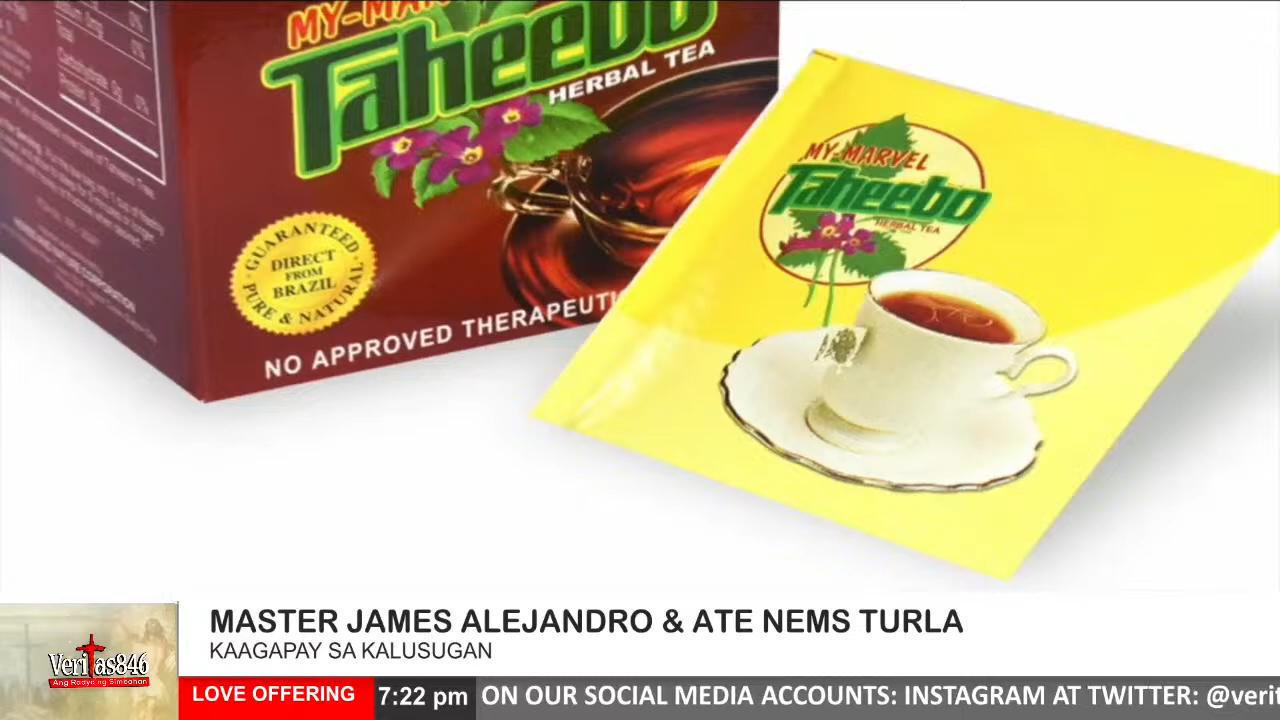 MY-MAR
Taheebo
HERBAL TEA
GUARANTEED
DIRECT
FROM
BRAZIL
PURE & NATURAL
NO APPROVED THERAPEUTI
MY-MARVEL
Taheebo
HERBAL TEA
MASTER JAMES ALEJANDRO & ATE NEMS TURLA
KAAGAPAY SA KALUSUGAN
Veritas846
Ang Radyo ng Simbahan
LOVE OFFERING
7:22 pm
ON OUR SOCIAL MEDIA ACCOUNTS: INSTAGRAM AT TWITTER: @verit